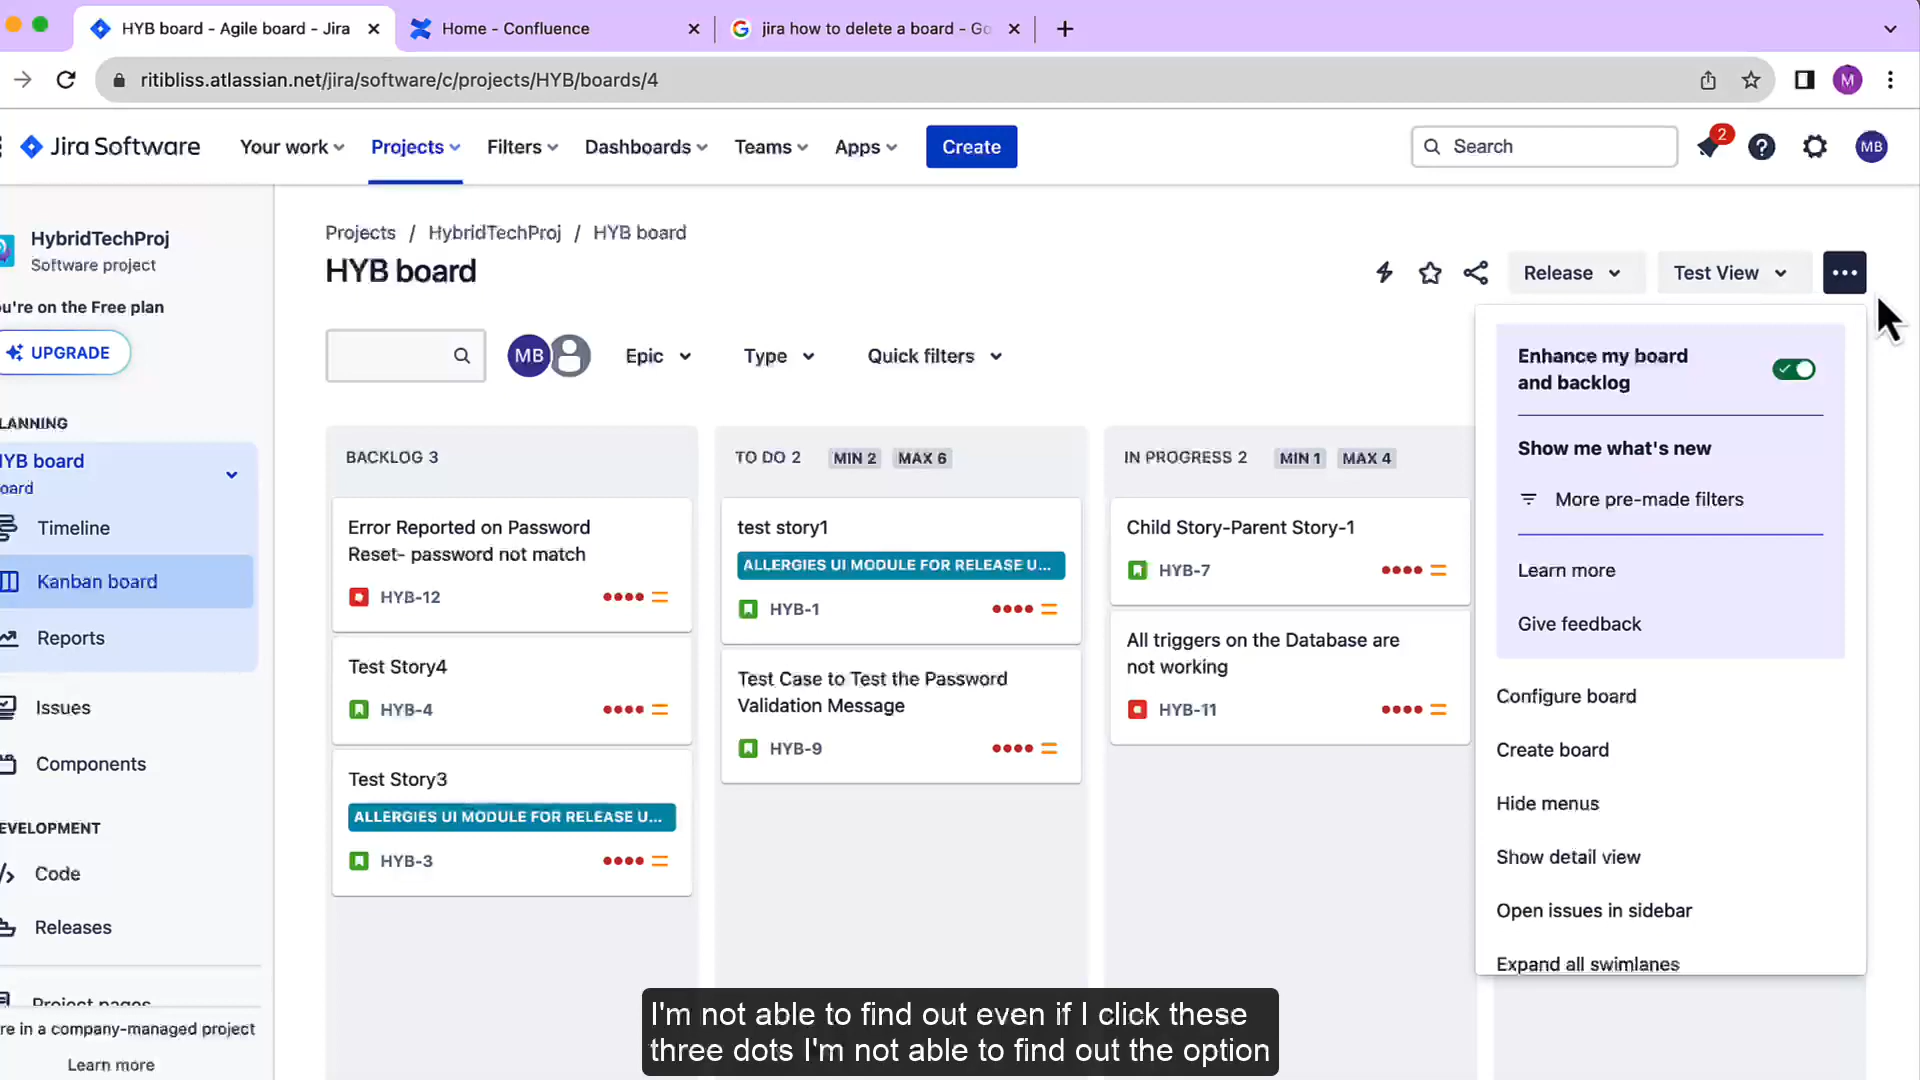 HYB board - Agile board - Jira
Home - Confluence
jira how to delete a board - Go
ritibliss.atlassian.net/jira/software/c/projects/HYB/boards/4
M
Jira Software
Your work
Projects
Filters
Dashboards
Teams
Apps
Create
Search
2
MB
HybridTechProj
Software project
u're on the Free plan
UPGRADE
LANNING
YB board
oard
Timeline
Kanban board
Reports
Issues
Components
EVELOPMENT
Code
Releases
Project pages
re in a company-managed project
Learn more
Projects / HybridTechProj / HYB board
HYB board
Release
Test View
MB
Epic
Type
Quick filters
BACKLOG 3
Error Reported on Password
Reset- password not match
HYB-12
Test Story4
HYB-4
Test Story3
ALLERGIES UI MODULE FOR RELEASE U...
HYB-3
TO DO 2 MIN 2 MAX 6
test story1
ALLERGIES UI MODULE FOR RELEASE U...
HYB-1
Test Case to Test the Password
Validation Message
HYB-9
IN PROGRESS 2 MIN 1 MAX 4
Child Story-Parent Story-1
HYB-7
All triggers on the Database are
not working
HYB-11
Enhance my board
and backlog
Show me what's new
More pre-made filters
Learn more
Give feedback
Configure board
Create board
Hide menus
Show detail view
Open issues in sidebar
Expand all swimlanes
I'm not able to find out even if I click these
three dots I'm not able to find out the option